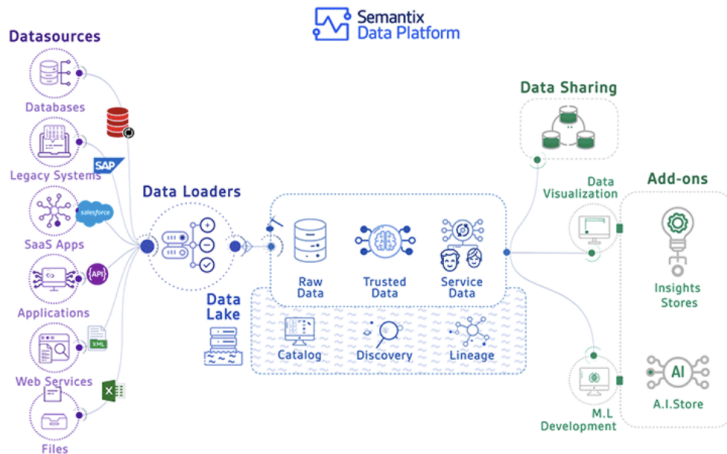 Semantix
Data Platform
Datasources
Databases
Legacy Systems
SAP
SaaS Apps
salesforce
Applications
{API}
Web Services
XML
Files
X
Data Loaders
Raw
Data
Trusted
Data
Service
Data
Data
Lake
Catalog
Discovery
Lineage
Data Sharing
Data
Visualization
M.L
Development
Add-ons
Insights
Stores
AI
A.I.Store